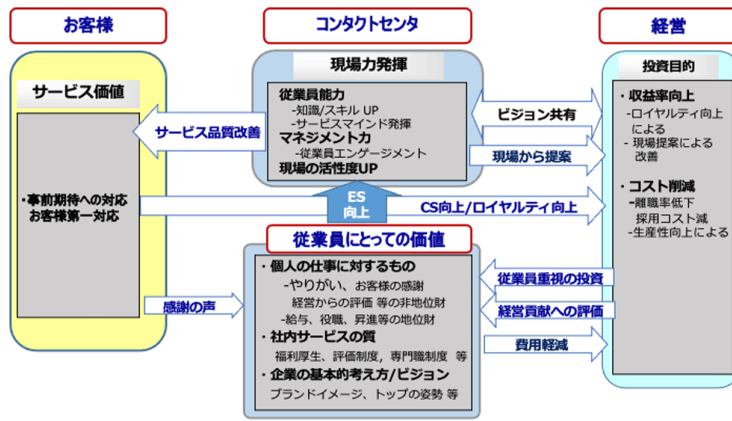 お客様
コンタクトセンタ
経営
サービス価値
・事前期待への対応
お客様第一対応
現場力発揮
従業員能力
-知識/スキル UP
-サービスマインド発揮
マネジメント力
-従業員エンゲージメント
現場の活性度UP
投資目的
・収益率向上
-ロイヤルティ向上
による
- 現場提案による
改善
・コスト削減
-離職率低下
採用コスト減
-生産性向上による
サービス品質改善
ビジョン共有
現場から提案
ES
向上
CS向上/ロイヤルティ向上
従業員にとっての価値
・個人の仕事に対するもの
-やりがい、お客様の感謝
経営からの評価 等の非地位財
-給与、役職、昇進等の地位財
・社内サービスの質
福利厚生、評価制度，専門職制度 等
・企業の基本的考え方/ビジョン
ブランドイメージ、トップの姿勢 等
感謝の声
従業員重視の投資
経営貢献への評価
費用軽減